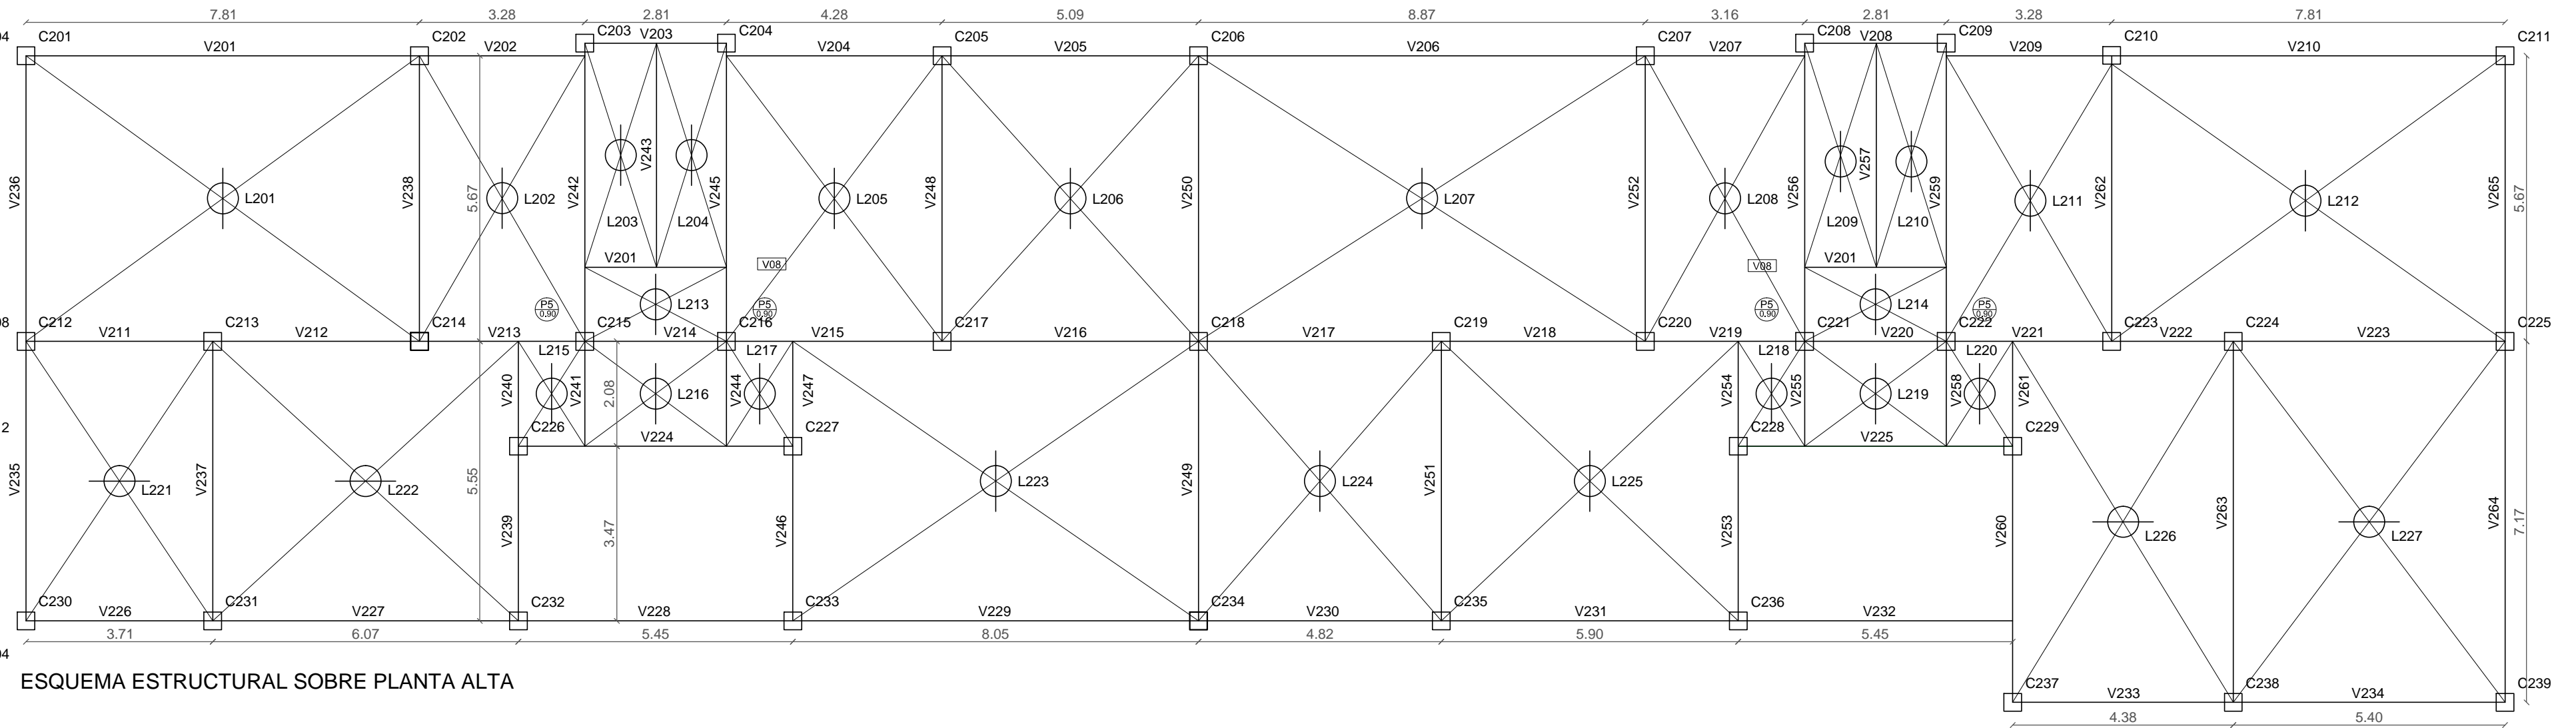 7.81 3.28 2.81 4.28 5.09 8.87 3.16 2.81 3.28 7.81
04 C201 V201 C202 V202 C203 V203 C204 V204 C205 V205 C206 V206 C207 V207 C208 V208 C209 V209 C210 V210 C211
V236 L201 V238 5.67 L202 V242 V243 V245 L205 V248 L206 V250 L207 V252 L208 V256 V257 V259 L211 V262 L212 V265 5.67
L203 L204 L209 L210
V201 V08 V08 V201
P5 L213 P5 P5 L214 P5
0.90 0.90 0.90 0.90
08 C212 V211 C213 V212 C214 V213 C215 V214 C216 V215 C217 V216 C218 V217 C219 V218 C220 V219 C221 V220 C222 V221 C223 V222 C224 V223 C225
L215 L217 L218 L220
V240 V241 2.08 L216 V244 V247 V254 V255 L219 V258 V261
2 C226 V224 C227 C228 V225 C229
V235 L221 V237 L222 5.55 L223 V249 L224 V251 L225
V239 3.47 V246 V253 V260 L226 V263 L227 V264 7.17
C230 V226 C231 V227 C232 V228 C233 V229 C234 V230 C235 V231 C236 V232
3.71 6.07 5.45 8.05 4.82 5.90 5.45
04
ESQUEMA ESTRUCTURAL SOBRE PLANTA ALTA
C237 V233 C238 V234 C239
4.38 5.40